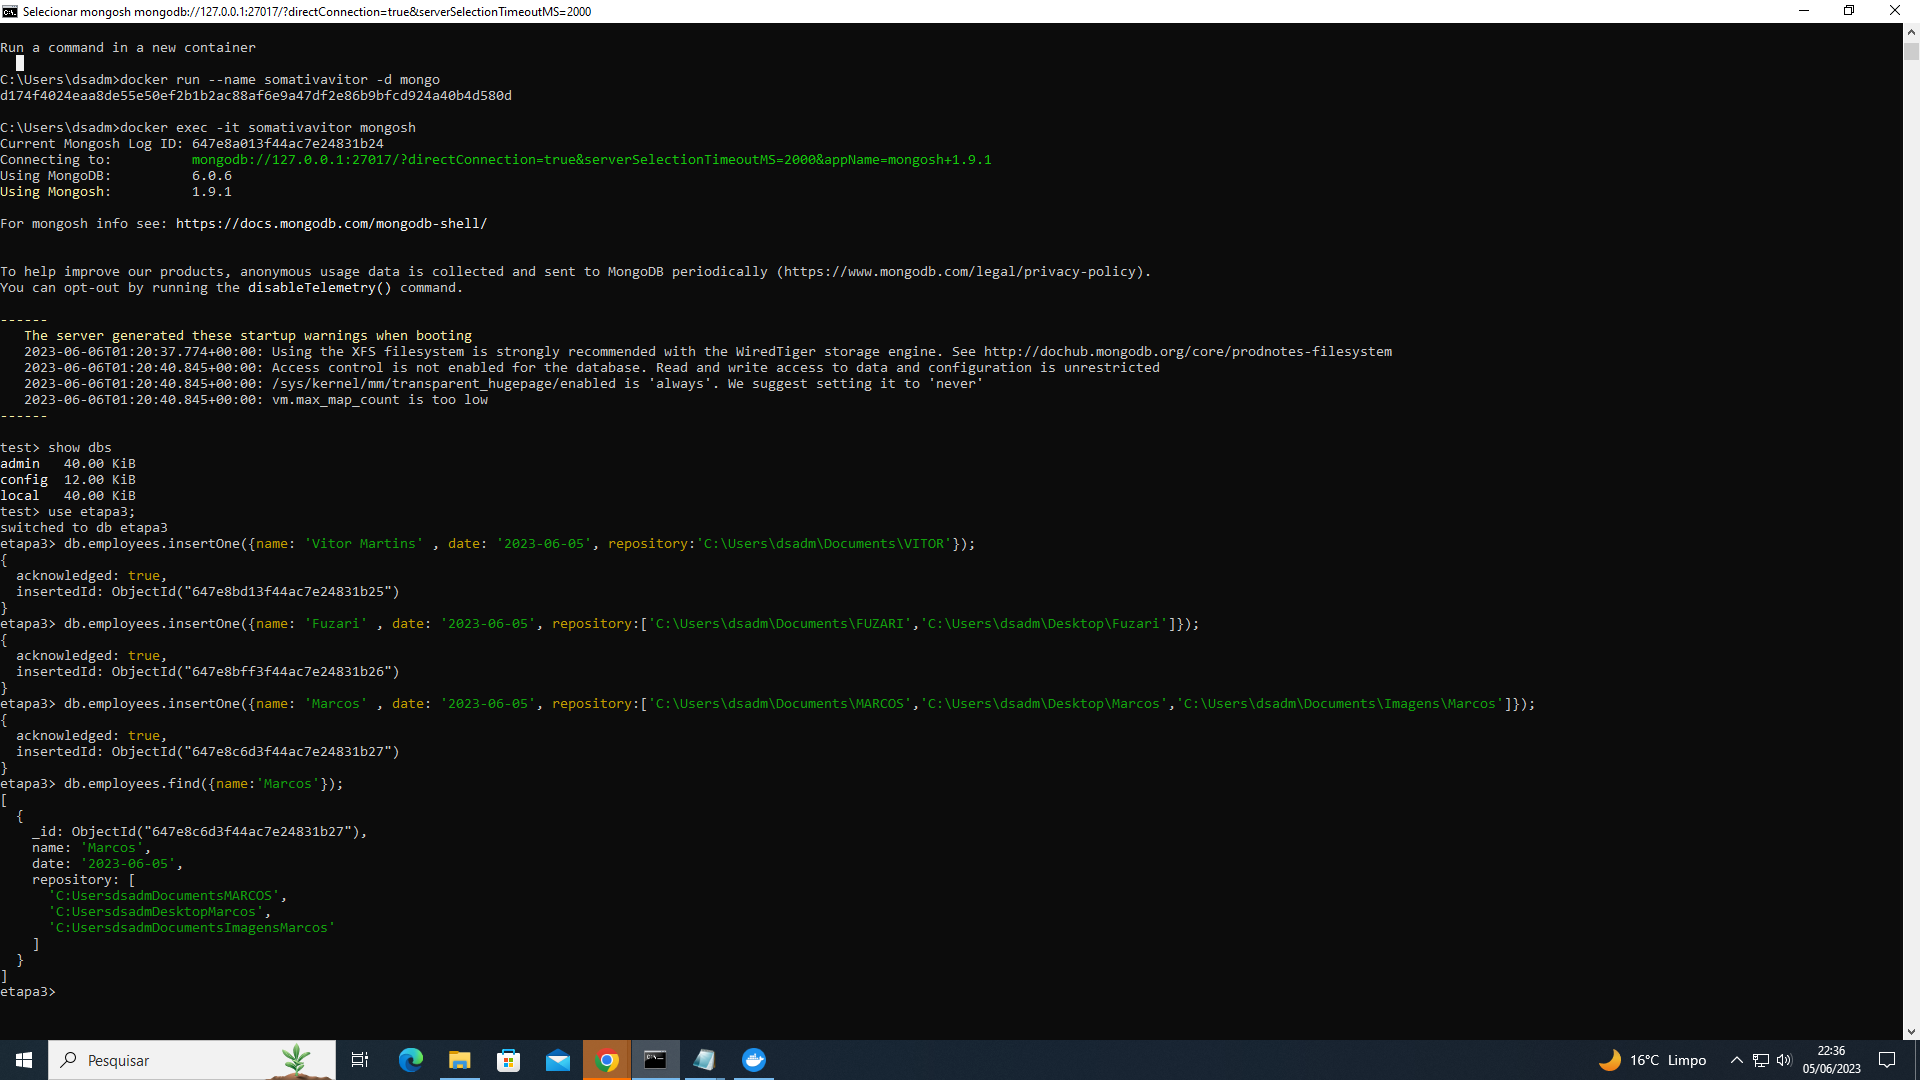 Selecionar mongosh mongodb://127.0.0.1:27017/?directConnection=true&serverSelectionTimeoutMS=2000
Run a command in a new container
C:\Users\dsadm>docker run --name somativavitor -d mongo
d174f4024eaa8de55e50ef2b1b2ac88af6e9a47df2e86b9bfcd924a40b4d580d
C:\Users\dsadm>docker exec -it somativavitor mongosh
Current Mongosh Log ID: 647e8a013f44ac7e24831b24
Connecting to:          mongodb://127.0.0.1:27017/?directConnection=true&serverSelectionTimeoutMS=2000&appName=mongosh+1.9.1
Using MongoDB:          6.0.6
Using Mongosh:          1.9.1
For mongosh info see: https://docs.mongodb.com/mongodb-shell/
To help improve our products, anonymous usage data is collected and sent to MongoDB periodically (https://www.mongodb.com/legal/privacy-policy).
You can opt-out by running the disableTelemetry() command.
------
   The server generated these startup warnings when booting
   2023-06-06T01:20:37.774+00:00: Using the XFS filesystem is strongly recommended with the WiredTiger storage engine. See http://dochub.mongodb.org/core/prodnotes-filesystem
   2023-06-06T01:20:40.845+00:00: Access control is not enabled for the database. Read and write access to data and configuration is unrestricted
   2023-06-06T01:20:40.845+00:00: /sys/kernel/mm/transparent_hugepage/enabled is 'always'. We suggest setting it to 'never'
   2023-06-06T01:20:40.845+00:00: vm.max_map_count is too low
------
test> show dbs
admin   40.00 KiB
config  12.00 KiB
local   40.00 KiB
test> use etapa3;
switched to db etapa3
etapa3> db.employees.insertOne({name: 'Vitor Martins' , date: '2023-06-05', repository:'C:\Users\dsadm\Documents\VITOR'});
{
  acknowledged: true,
  insertedId: ObjectId("647e8bd13f44ac7e24831b25")
}
etapa3> db.employees.insertOne({name: 'Fuzari' , date: '2023-06-05', repository:['C:\Users\dsadm\Documents\FUZARI','C:\Users\dsadm\Desktop\Fuzari']});
{
  acknowledged: true,
  insertedId: ObjectId("647e8bff3f44ac7e24831b26")
}
etapa3> db.employees.insertOne({name: 'Marcos' , date: '2023-06-05', repository:['C:\Users\dsadm\Documents\MARCOS','C:\Users\dsadm\Desktop\Marcos','C:\Users\dsadm\Documents\Imagens\Marcos']});
{
  acknowledged: true,
  insertedId: ObjectId("647e8c6d3f44ac7e24831b27")
}
etapa3> db.employees.find({name:'Marcos'});
[
  {
    _id: ObjectId("647e8c6d3f44ac7e24831b27"),
    name: 'Marcos',
    date: '2023-06-05',
    repository: [
      'C:UsersdsadmDocumentsMARCOS',
      'C:UsersdsadmDesktopMarcos',
      'C:UsersdsadmDocumentsImagensMarcos'
    ]
  }
]
etapa3>
Pesquisar
16°C Limpo
22:36
05/06/2023